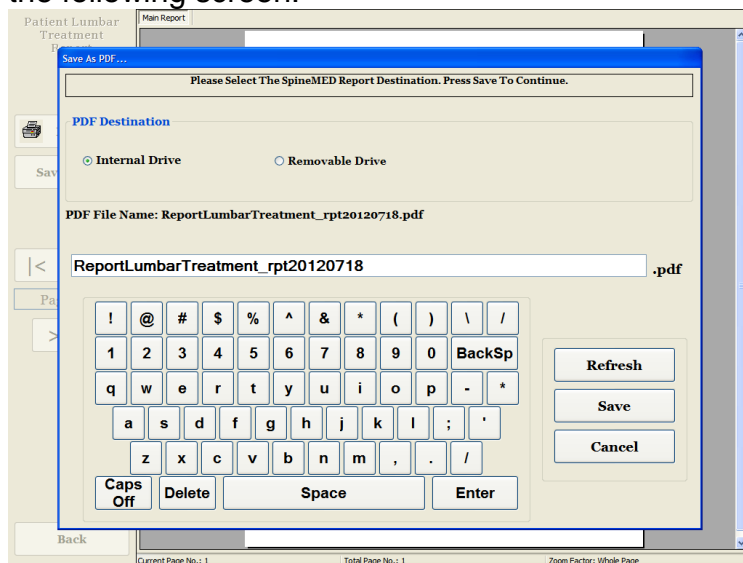 the following screen:
Patient Lumbar
Treatment
Main Report
Save As PDF...
Please Select The SpineMED Report Destination. Press Save To Continue.
PDF Destination
Internal Drive
Removable Drive
Sav
PDF File Name: ReportLumbarTreatment_rpt20120718.pdf
ReportLumbarTreatment_rpt20120718 .pdf
|<
Pa
>
! @ # $ % ^ & * ( ) \ /
1 2 3 4 5 6 7 8 9 0 BackSp
q w e r t y u i o p - *
a s d f g h j k l ; '
z x c v b n m , . /
Caps Off Delete Space Enter
Refresh
Save
Cancel
Back
Current Page No.: 1 Total Page No.: 1 Zoom Factor: Whole Page